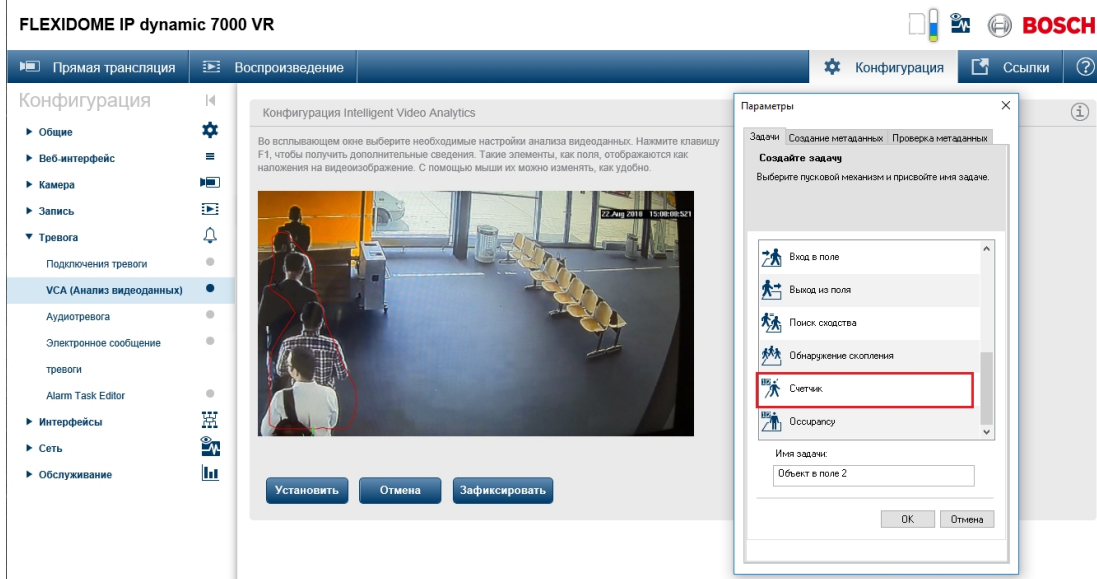 FLEXIDOME IP dynamic 7000 VR
BOSCH
Прямая трансляция
Воспроизведение
Конфигурация
Ссылки
Конфигурация
Общие
Веб-интерфейс
Камера
Запись
Тревога
Подключения тревоги
VCA (Анализ видеоданных)
Аудиотревога
Электронное сообщение
тревоги
Alarm Task Editor
Интерфейсы
Сеть
Обслуживание
Конфигурация Intelligent Video Analytics
Во всплывающем окне выберите необходимые настройки анализа видеоданных. Нажмите клавишу
F1, чтобы получить дополнительные сведения. Такие элементы, как поля, отображаются как
наложения на видеоизображение. С помощью мыши их можно изменять, как удобно.
22 Aug 2018 15:08:08:521
Установить
Отмена
Зафиксировать
Параметры
Задачи
Создание метаданных
Проверка метаданных
Создайте задачу
Выберите пусковой механизм и присвойте имя задаче.
Вход в поле
Выход из поля
Поиск сходства
Обнаружение скопления
Счетчик
Occupancy
Имя задачи:
Объект в поле 2
OK
Отмена